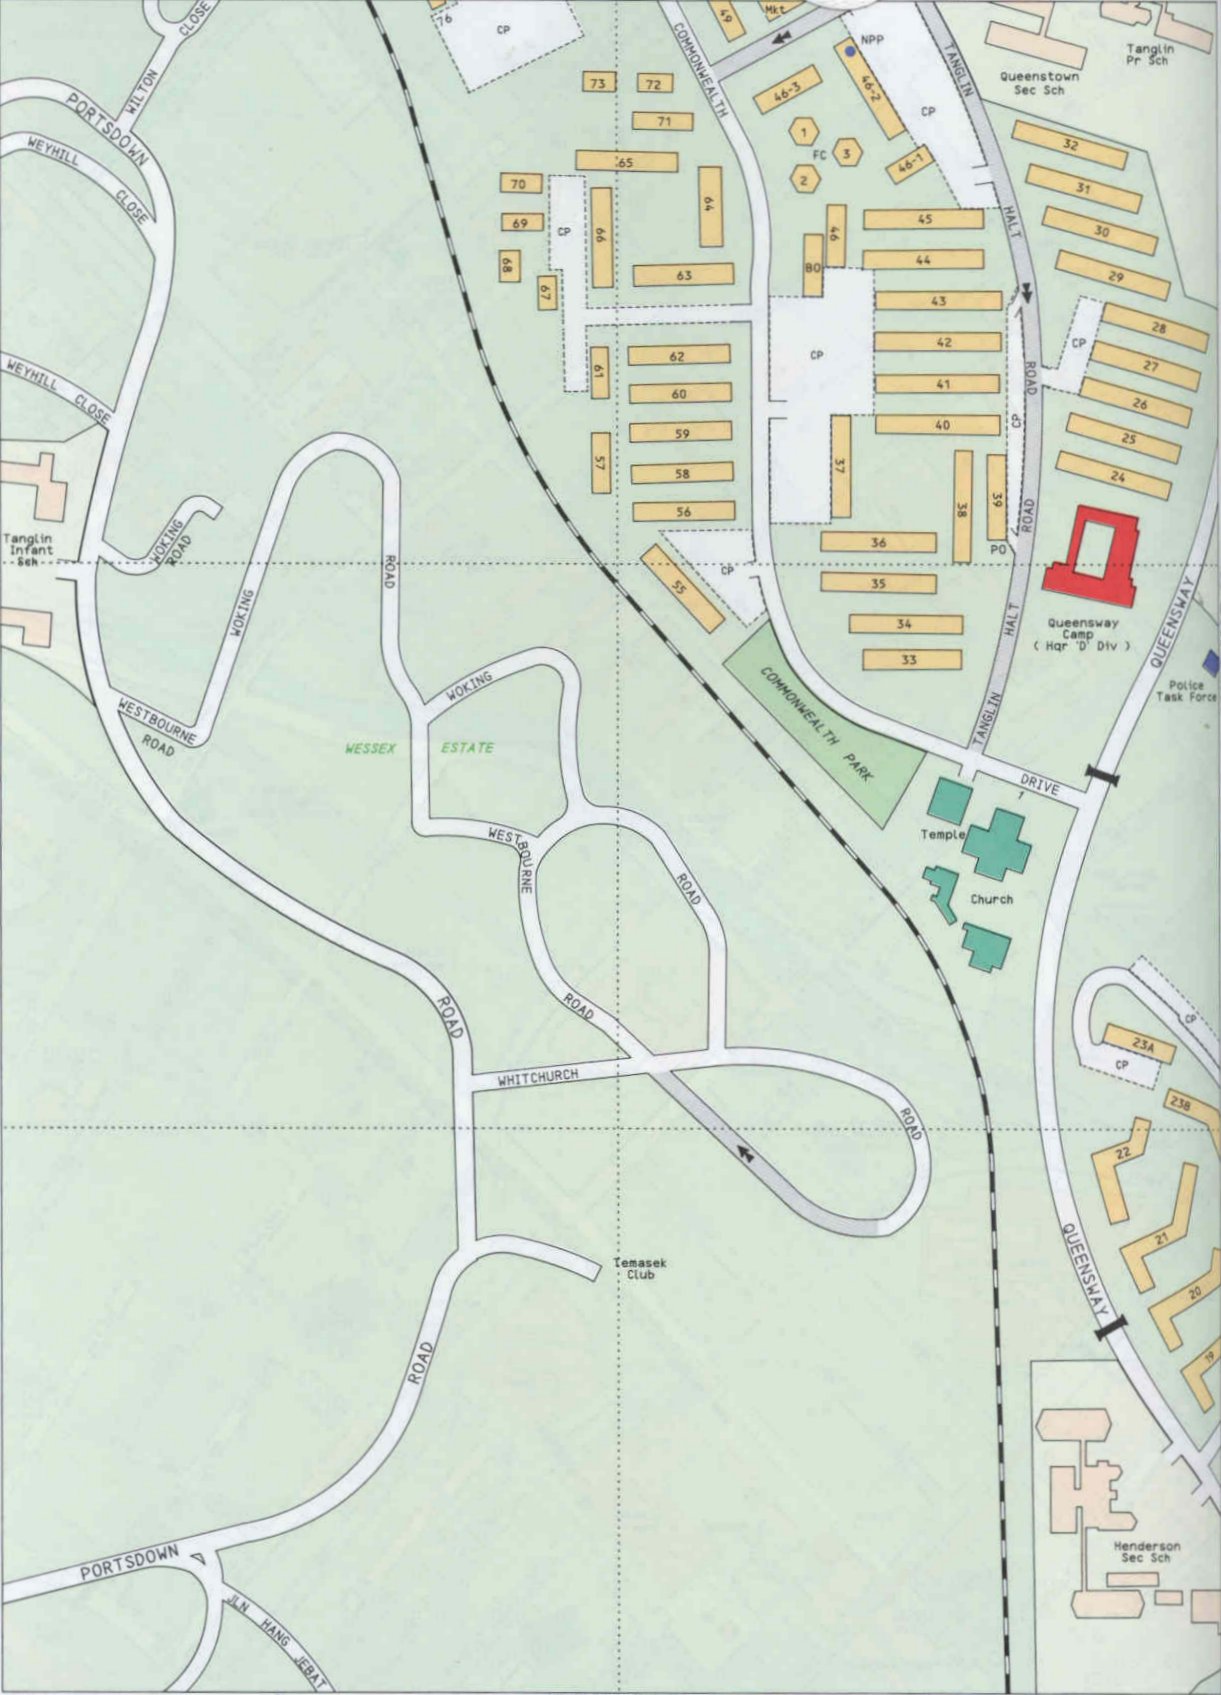 76
CP
CLOSE
WILTON
PORTSDOWN
WEYHILL
CLOSE
WEYHILL
CLOSE
COMMONWEALTH
49
Mkt
NPP
TANGLIN
Queenstown
Sec Sch
Tanglin
Pr Sch
73
72
71
65
64
70
69
68
67
66
CP
63
46-3
46-2
46-1
CP
1
FC
3
2
46
BO
45
44
43
42
41
40
HALT
ROAD
32
31
30
29
28
27
26
25
24
CP
CP
CP
62
61
60
59
58
57
56
55
CP
37
38
39
PO
36
35
34
33
ROAD
HALT
TANGLIN
Queensway
Camp
( Hqr 'D' Div )
QUEENSWAY
Police
Task Force
Tanglin
Infant
Sch
WOKING
ROAD
WOKING
ROAD
WOKING
WESTBOURNE
ROAD
WESSEX ESTATE
COMMONWEALTH PARK
DRIVE
Temple
Church
WESTBOURNE
ROAD
ROAD
ROAD
WHITCHURCH
ROAD
CP
23A
CP
23B
22
21
20
19
QUEENSWAY
Temasek
Club
ROAD
PORTSDOWN
JLN HANG JEBAT
Henderson
Sec Sch